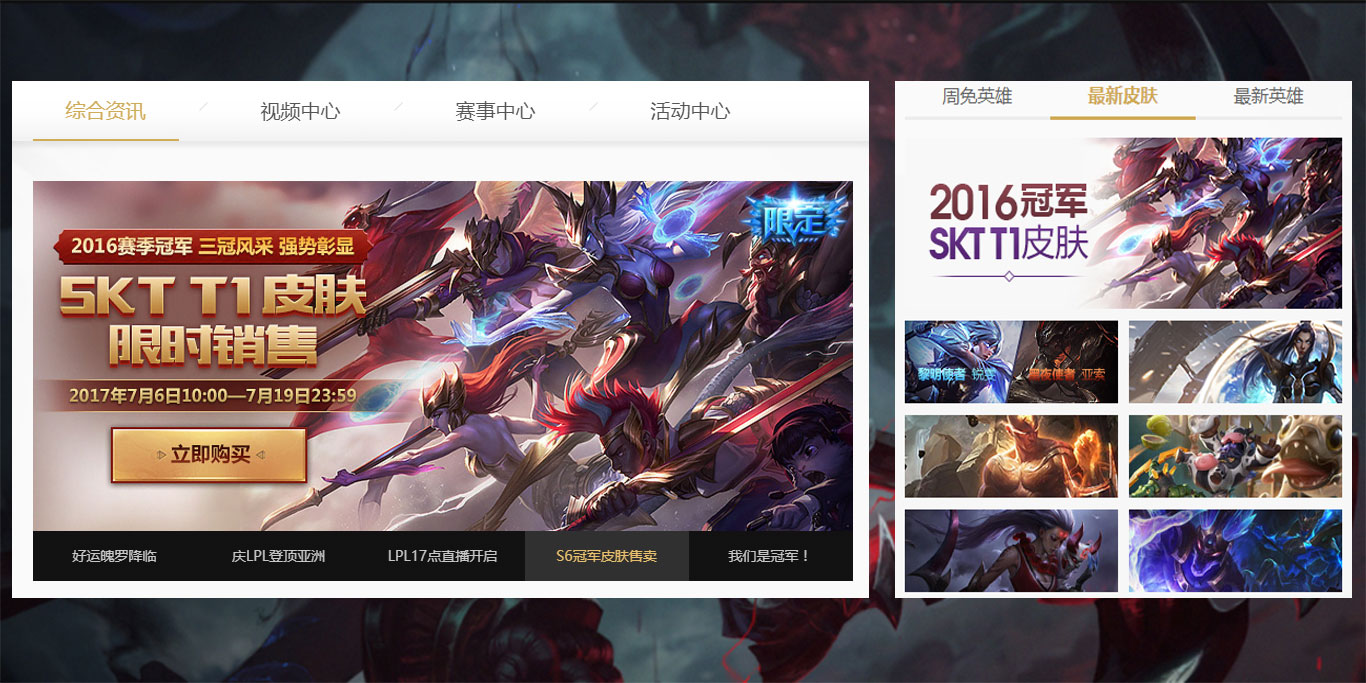 综合资讯
视频中心
赛事中心
活动中心
限定
2016赛季冠军 三冠风采 强势彰显
SKT T1皮肤
限时销售
2017年7月6日10:00—7月19日23:59
立即购买
好运魄罗降临
庆LPL登顶亚洲
LPL17点直播开启
S6冠军皮肤售卖
我们是冠军！
周免英雄
最新皮肤
最新英雄
2016冠军
SKT T1皮肤
黎明使者 锐雯
黑夜使者 亚索